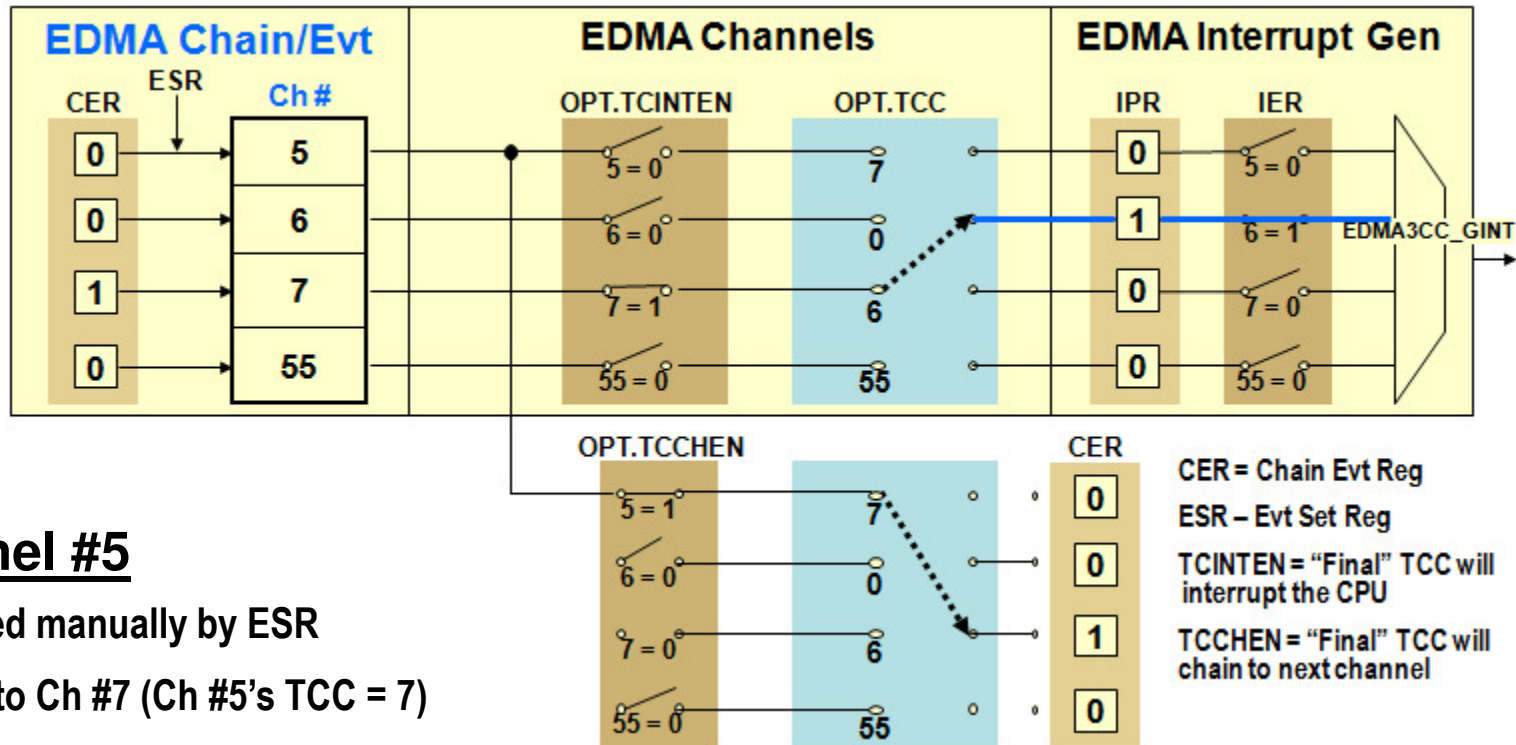 EDMA Chain/Evt
EDMA Channels
EDMA Interrupt Gen
ESR
CER
Ch #
OPT.TCINTEN
OPT.TCC
IPR
IER
0
5
5 = 0
7
0
5 = 0
0
6
6 = 0
0
1
6 = 1
EDMA3CC_GINT
1
7
7 = 1
6
0
7 = 0
0
55
55 = 0
55
0
55 = 0
OPT.TCCHEN
CER
5 = 1
7
0
6 = 0
0
0
7 = 0
6
1
55 = 0
55
0
CER = Chain Evt Reg
ESR – Evt Set Reg
TCINTEN = “Final” TCC will
interrupt the CPU
TCCHEN = “Final” TCC will
chain to next channel
nel #5
ed manually by ESR
to Ch #7 (Ch #5’s TCC = 7)